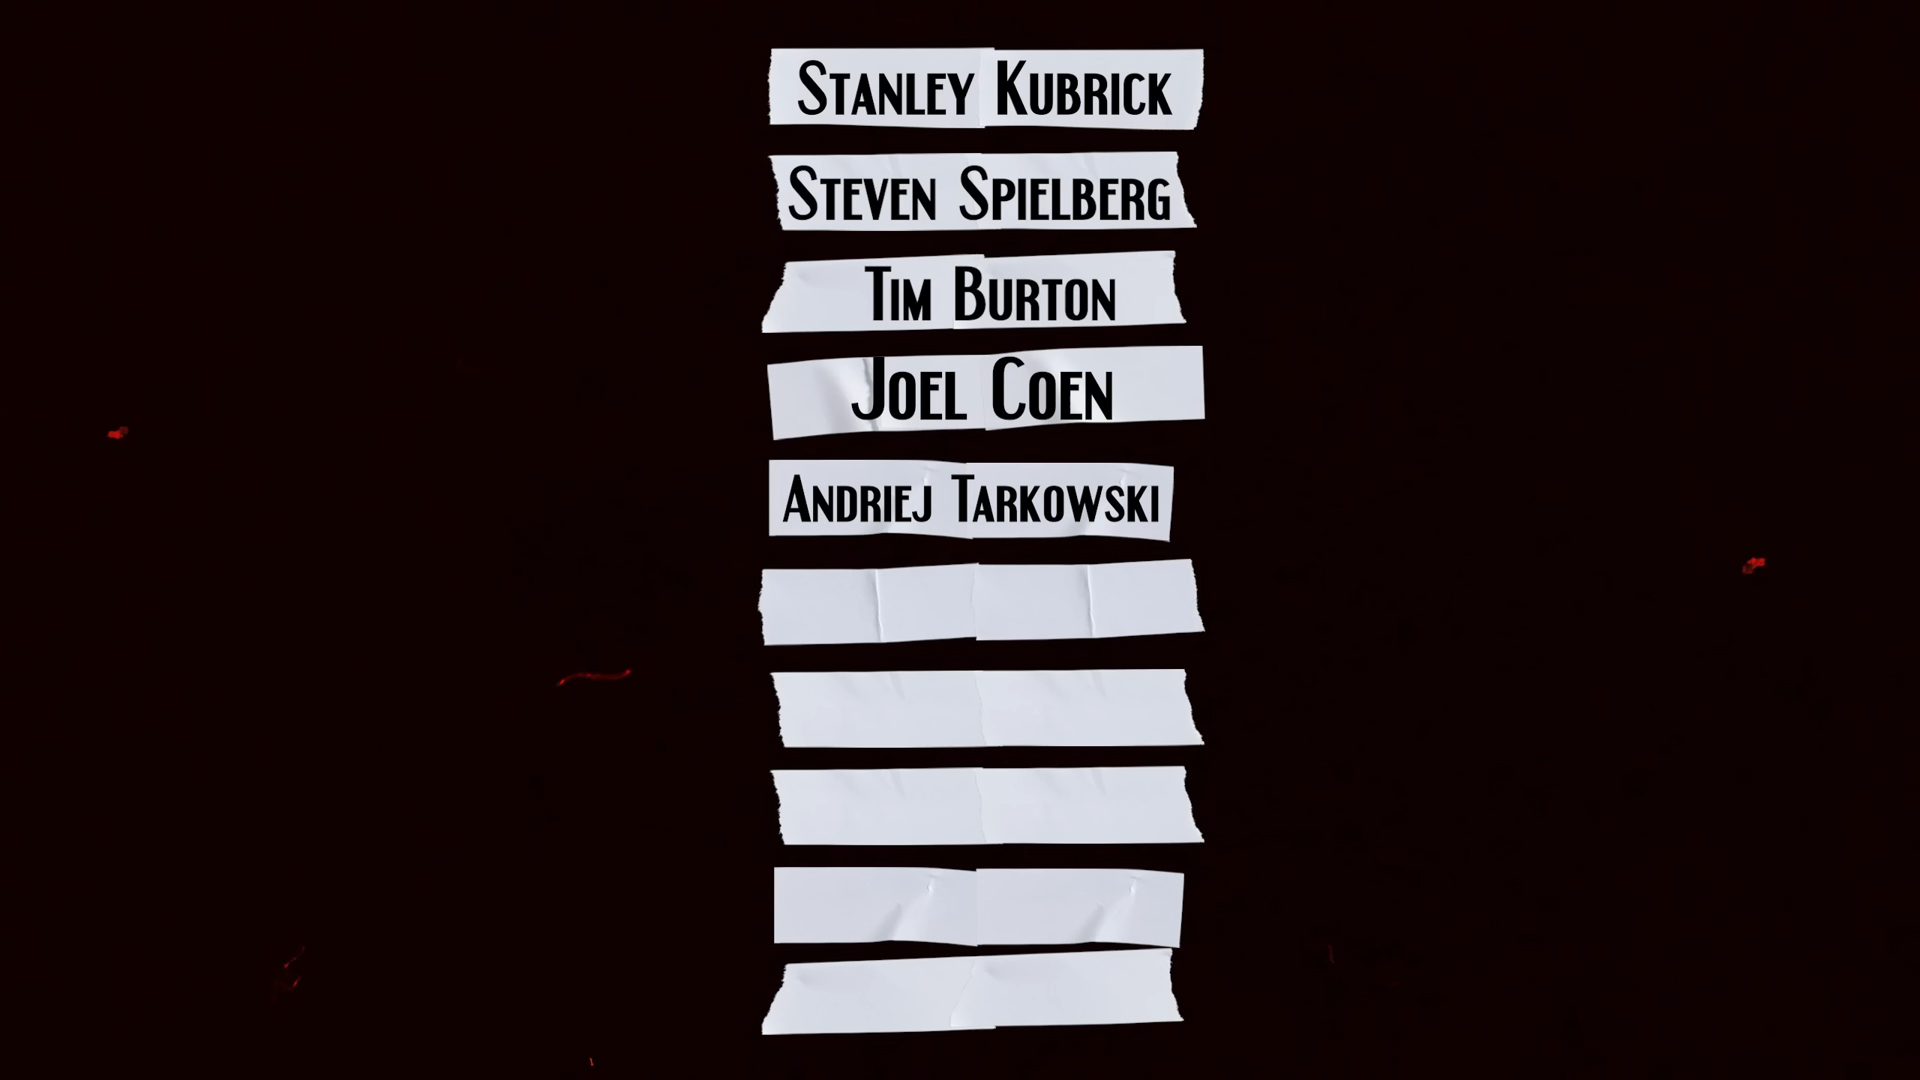 Stanley Kubrick
Steven Spielberg
Tim Burton
Joel Coen
Andriej Tarkowski